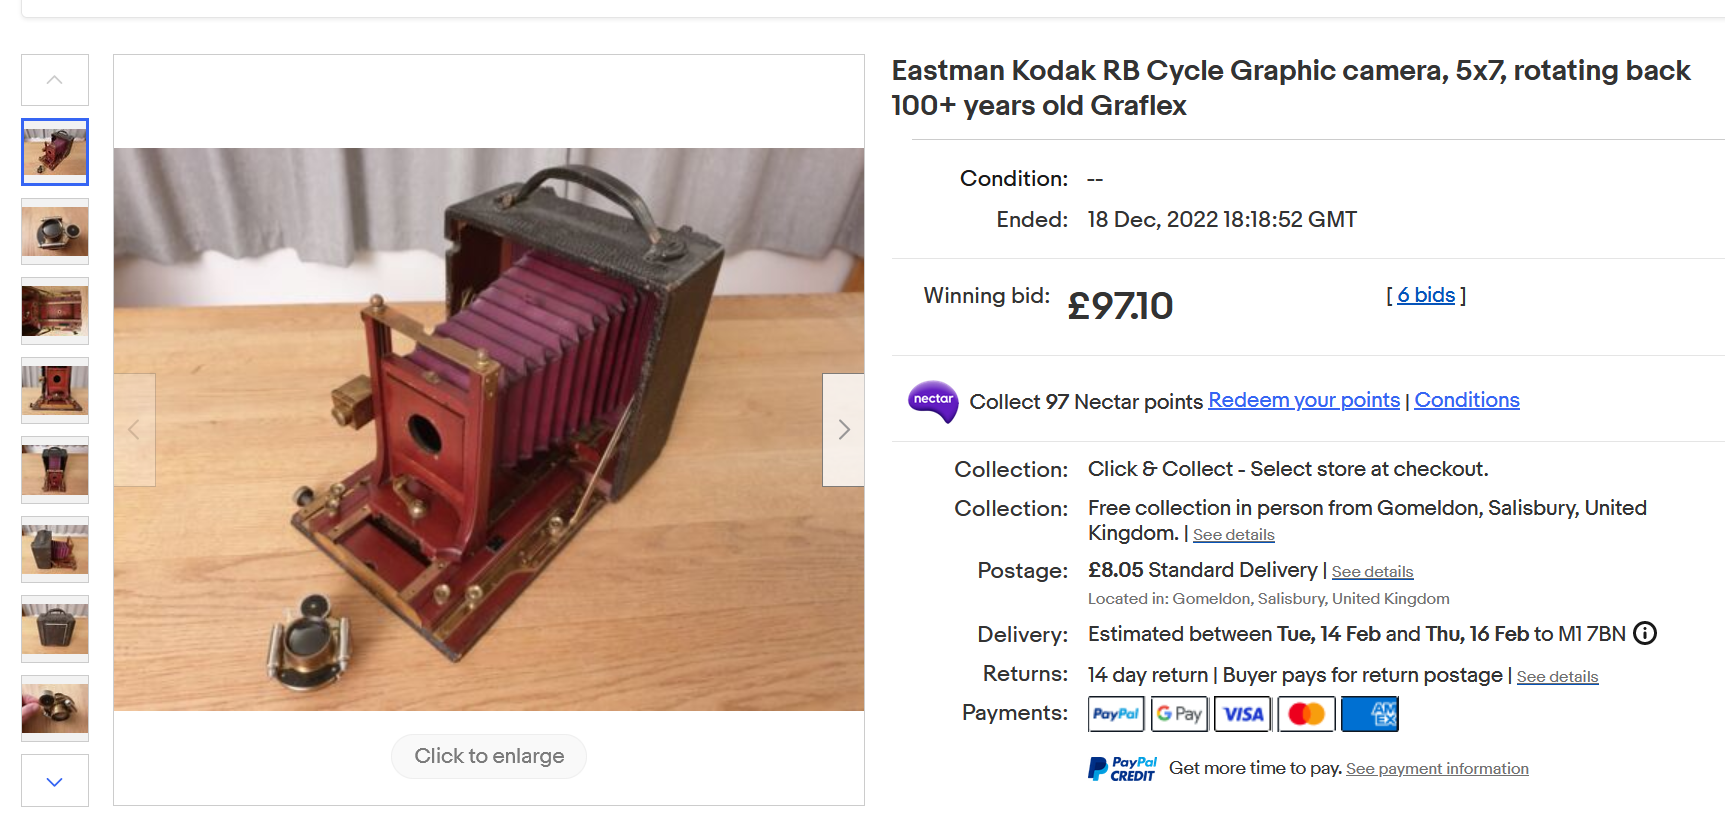 Eastman Kodak RB Cycle Graphic camera, 5x7, rotating back
100+ years old Graflex
Condition: --
Ended: 18 Dec, 2022 18:18:52 GMT
Winning bid: £97.10 [ 6 bids ]
nectar Collect 97 Nectar points Redeem your points | Conditions
Collection: Click & Collect - Select store at checkout.
Collection: Free collection in person from Gomeldon, Salisbury, United
Kingdom. | See details
Postage: £8.05 Standard Delivery | See details
Located in: Gomeldon, Salisbury, United Kingdom
Delivery: Estimated between Tue, 14 Feb and Thu, 16 Feb to M1 7BN
Returns: 14 day return | Buyer pays for return postage | See details
Payments: PayPal G Pay VISA AM EX
PayPal CREDIT Get more time to pay. See payment information
Click to enlarge